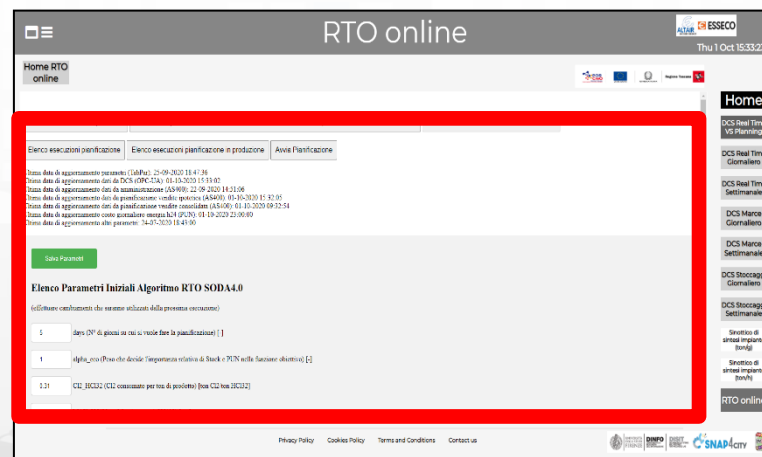 RTO online
ALTAIR ESSECO
Thu 1 Oct 15:33:2
Home RTO
online
Regione Toscana
Home
DCS Real Tim
VS Planning
DCS Real Tim
Giornaliero
DCS Real Tim
Settimanale
DCS Marce
Giornaliero
DCS Marce
Settimanale
DCS Stoccag
Giornaliero
DCS Stoccag
Settimanale
Sinottico di
sintesi impiant
(ton/g)
Sinottico di
sintesi impiant
(ton/h)
RTO online
Elenco esecuzioni pianificazione
Elenco esecuzioni pianificazione in produzione
Avvia Pianificazione
Ultima data di aggiornamento parametri (TabPar): 25-09-2020 18:47:36
Ultima data di aggiornamento dati da DCS (OPC-UA): 01-10-2020 15:33:02
Ultima data di aggiornamento dati da amministrazione (AS400): 22-09-2020 14:51:06
Ultima data di aggiornamento dati da pianificazione vendite ipotetica (AS400): 01-10-2020 15:32:05
Ultima data di aggiornamento dati da pianificazione vendite consolidata (AS400): 01-10-2020 09:32:54
Ultima data di aggiornamento costo giornaliero energia h24 (PUN): 01-10-2020 23:00:00
Ultima data di aggiornamento altri parametri: 24-07-2020 18:43:00
Salva Parametri
Elenco Parametri Iniziali Algoritmo RTO SODA4.0
(effettuare cambiamenti che saranno utilizzati dalla prossima esecuzione)
5 days (N° di giorni su cui si vuole fare la pianificazione) [-]
1 alpha_eco (Peso che decide l'importanza relativa di Stock e PUN nella funzione obiettivo) [-]
0.31 Cl2_HCl32 (Cl2 consumato per ton di prodotto) [ton Cl2/ton HCl32]
Privacy Policy Cookies Policy Terms and Conditions Contact us
DINFO DISIT SNAP4CITY